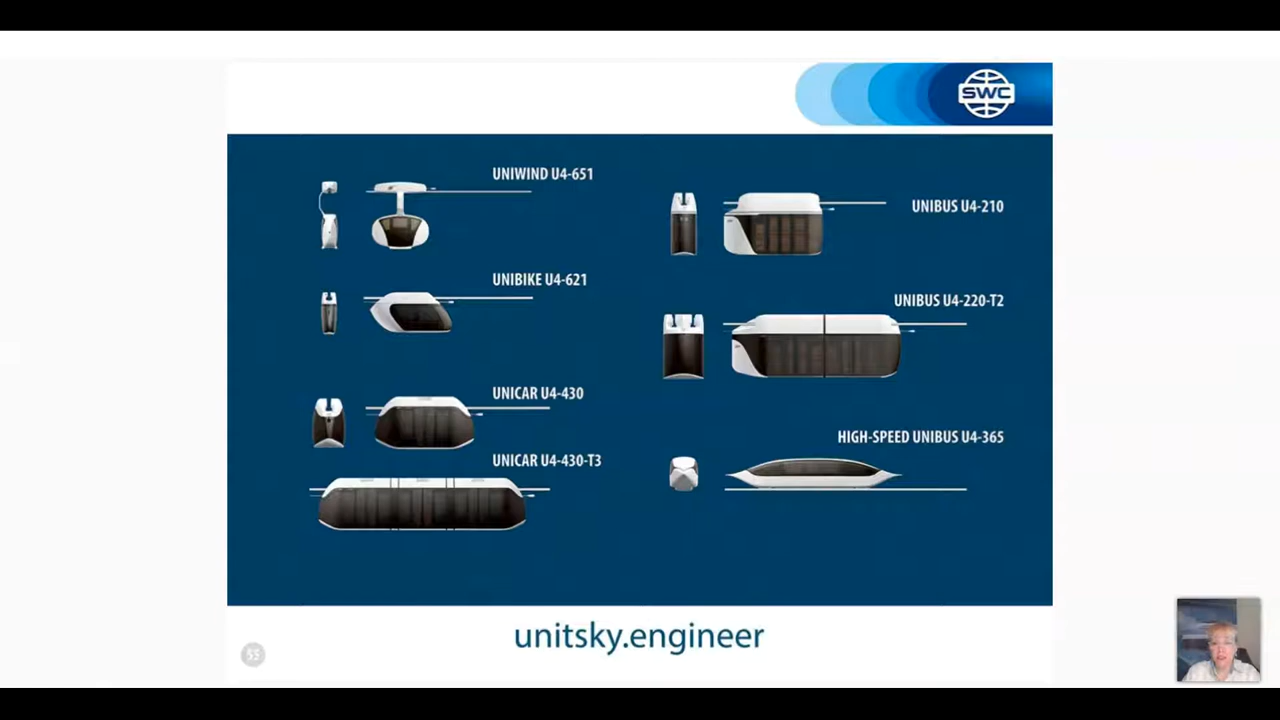 SWC
UNIWIND U4-651
UNIBIKE U4-621
UNICAR U4-430
UNICAR U4-430-T3
UNIBUS U4-210
UNIBUS U4-220-T2
HIGH-SPEED UNIBUS U4-365
unitsky.engineer
55